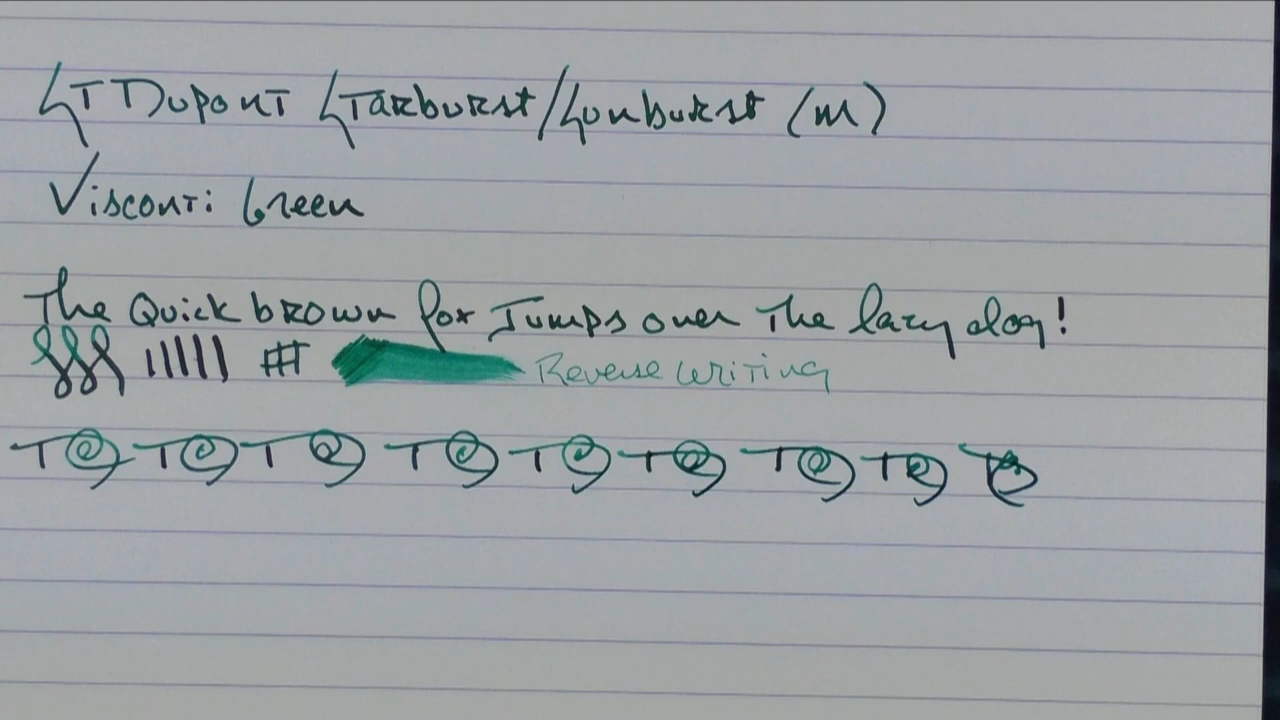 ST Dupont Starburst/Sunburst (M)
Visconti Green
The Quick brown fox Jumps over The lazy dog!
Reverse writing